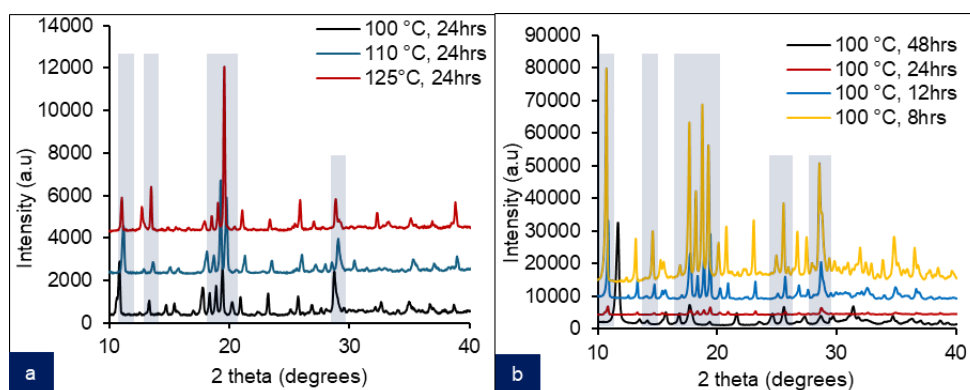 14000
12000
10000
8000
6000
4000
2000
0
Intensity (a.u)
100 °C, 24hrs
110 °C, 24hrs
125°C, 24hrs
10 20 30 40
2 theta (degrees)
a
90000
80000
70000
60000
50000
40000
30000
20000
10000
0
Intensity (a.u)
100 °C, 48hrs
100 °C, 24hrs
100 °C, 12hrs
100 °C, 8hrs
10 20 30 40
2 theta (degrees)
b